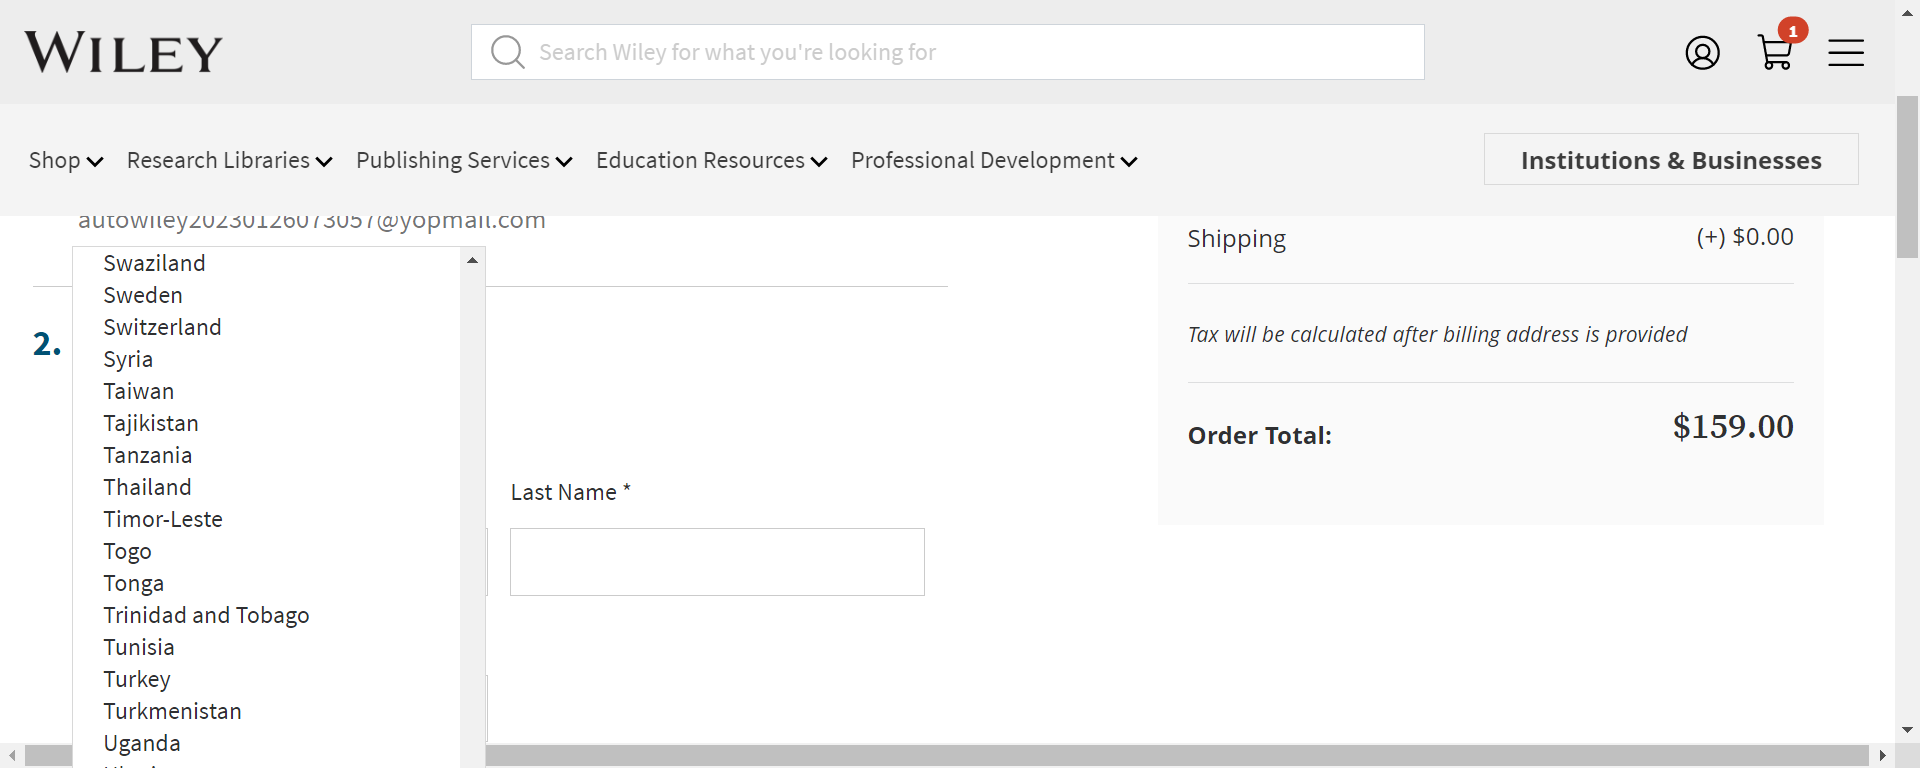 WILEY
Search Wiley for what you're looking for
1
Shop
Research Libraries
Publishing Services
Education Resources
Professional Development
Institutions & Businesses
autowiley20230126073057@yopmail.com
Swaziland
Sweden
Switzerland
Syria
Taiwan
Tajikistan
Tanzania
Thailand
Timor-Leste
Togo
Tonga
Trinidad and Tobago
Tunisia
Turkey
Turkmenistan
Uganda
2.
Last Name *
Shipping
(+) $0.00
Tax will be calculated after billing address is provided
Order Total:
$159.00